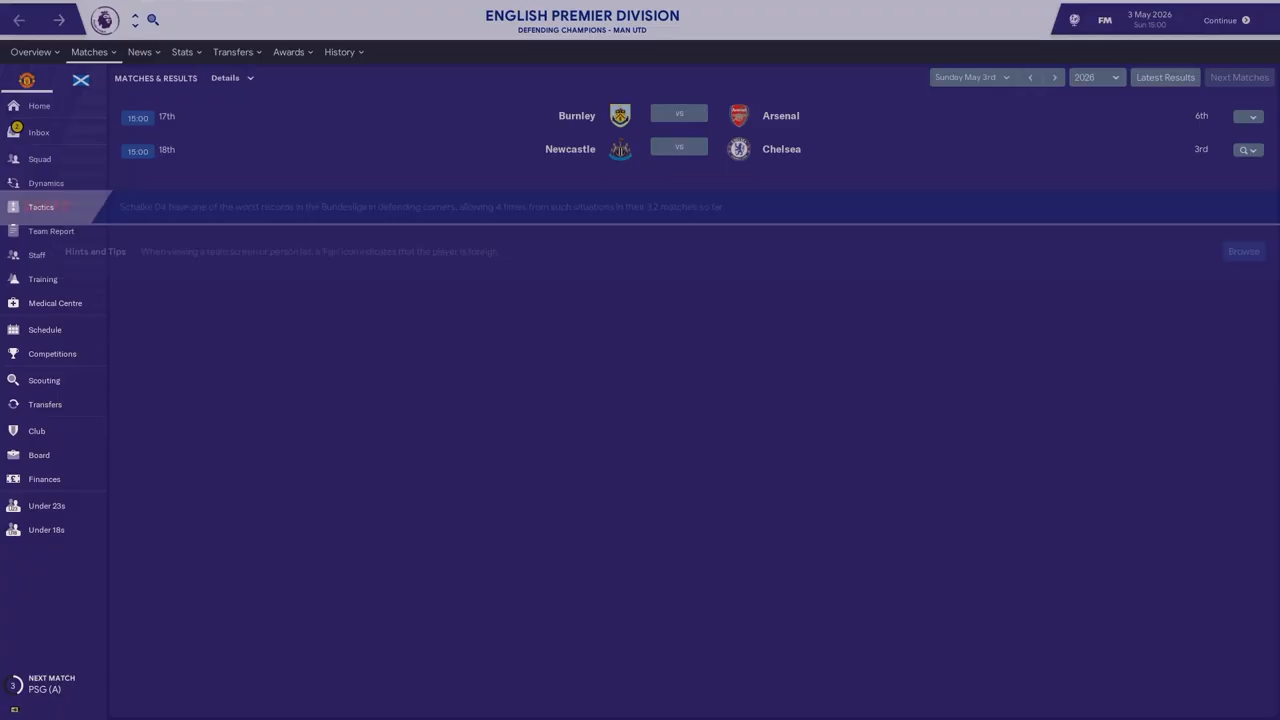 ENGLISH PREMIER DIVISION
DEFENDING CHAMPIONS - MAN UTD
FM
3 May 2026
Sun 15:00
Continue
Overview
Matches
News
Stats
Transfers
Awards
History
MATCHES & RESULTS
Details
Sunday May 3rd
2026
Latest Results
Next Matches
15:00 17th Burnley vs Arsenal 6th
15:00 18th Newcastle vs Chelsea 3rd
Schalke 04 have one of the worst records in the Bundesliga in defending corners, allowing 4 times from such situations in their 32 matches so far
Hints and Tips
When viewing a team screen or person list, a 'Fgn' icon indicates that the player is foreign.
Browse
Home
2
Inbox
Squad
Dynamics
Tactics
Team Report
Staff
Training
Medical Centre
Schedule
Competitions
Scouting
Transfers
Club
Board
Finances
Under 23s
Under 18s
3
NEXT MATCH
PSG (A)